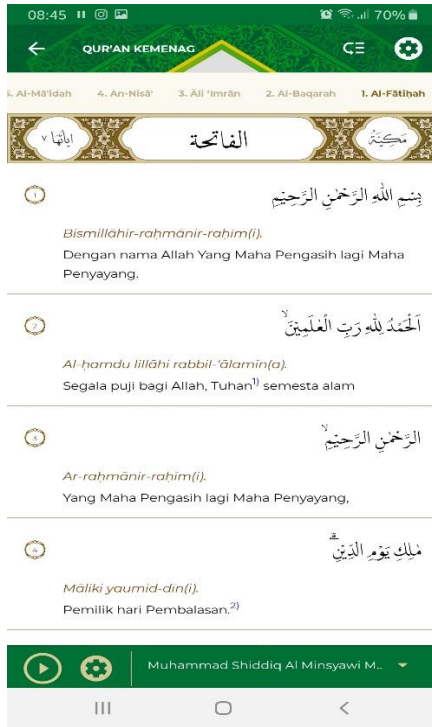 08:45 70%
QUR'AN KEMENAG
5. Al-Mā'idah 4. An-Nisā' 3. Āli 'Imrān 2. Al-Baqarah 1. Al-Fātiḥah
مَكِّيَّةٌ الفاتحة اٰياتها ٧
بِسْمِ اللّٰهِ الرَّحْمٰنِ الرَّحِيْمِ
1
Bismillāhir-raḥmānir-raḥīm(i).
Dengan nama Allah Yang Maha Pengasih lagi Maha
Penyayang.
اَلْحَمْدُ لِلّٰهِ رَبِّ الْعٰلَمِيْنَۙ
2
Al-ḥamdu lillāhi rabbil-'ālamīn(a).
Segala puji bagi Allah, Tuhan1) semesta alam
الرَّحْمٰنِ الرَّحِيْمِۙ
3
Ar-raḥmānir-raḥīm(i).
Yang Maha Pengasih lagi Maha Penyayang,
مٰلِكِ يَوْمِ الدِّيْنِۗ
4
Māliki yaumid-dīn(i).
Pemilik hari Pembalasan.2)
Muhammad Shiddiq Al Minsyawi M..